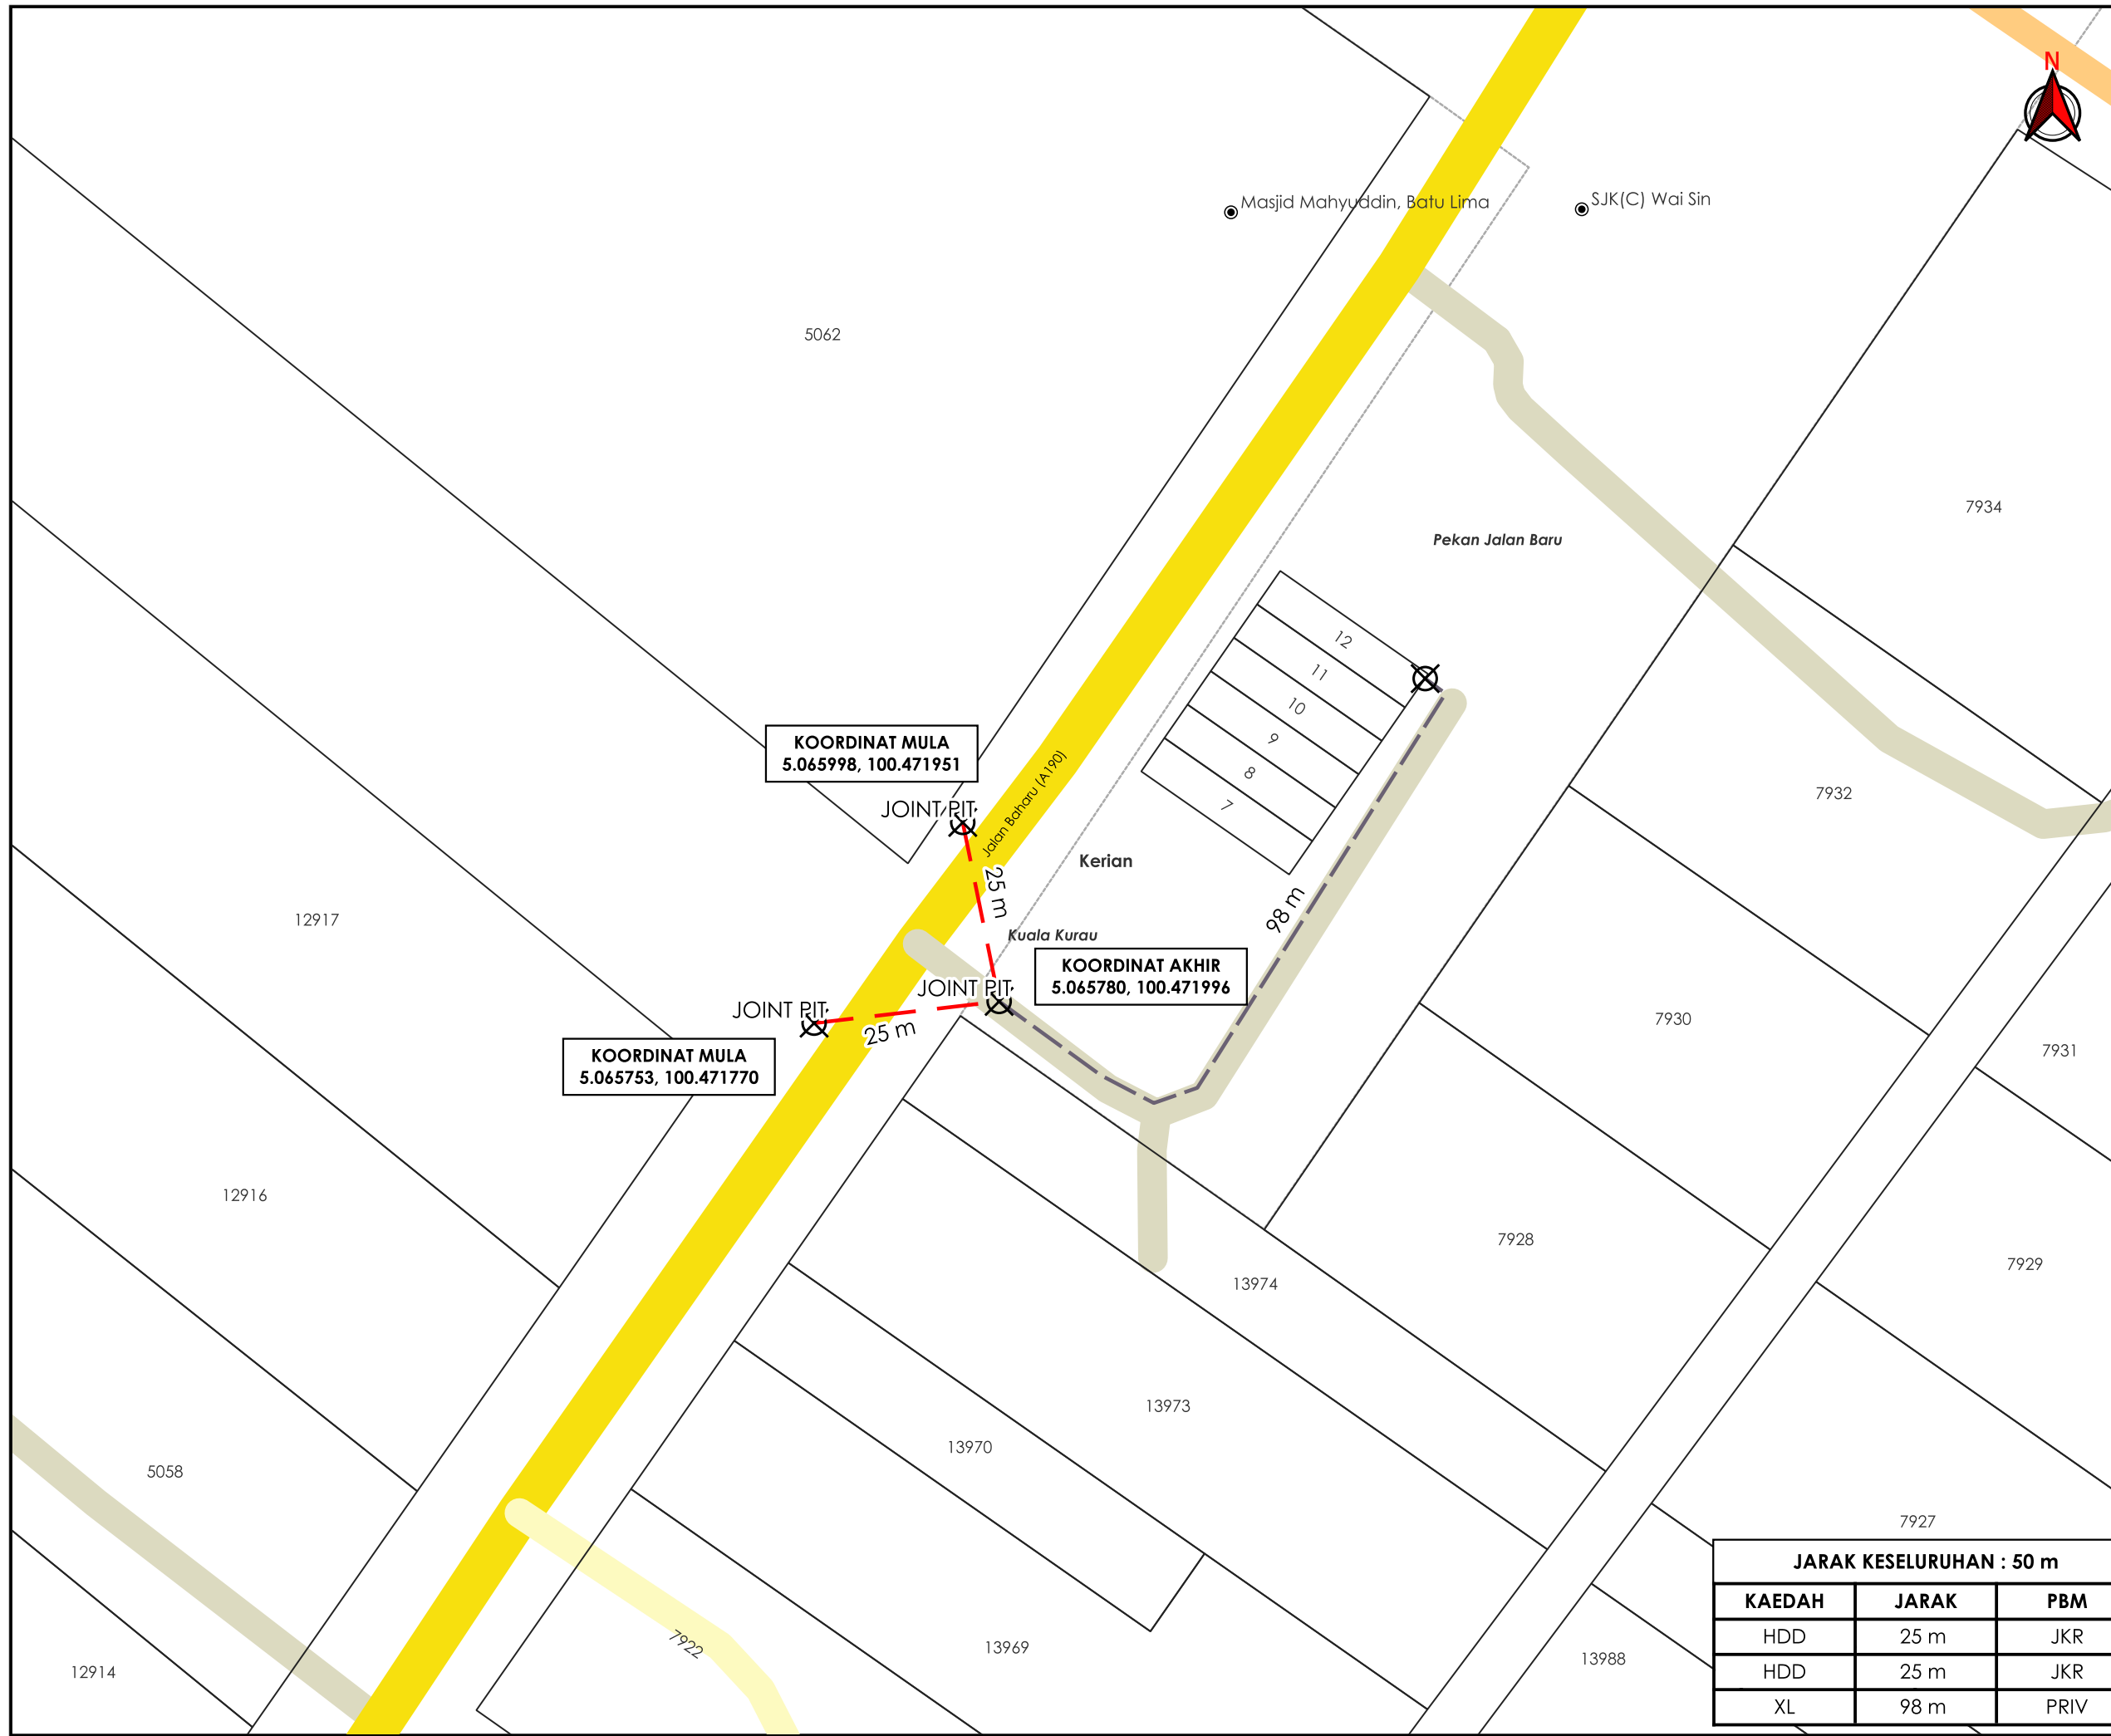 N
Masjid Mahyuddin, Batu Lima
SJK(C) Wai Sin
5062
7934
Pekan Jalan Baru
12
11
10
9
8
7
KOORDINAT MULA
5.065998, 100.471951
JOINT PIT
Jalan Baharu (A190)
7932
Kerian
25 m
98 m
12917
Kuala Kurau
KOORDINAT AKHIR
5.065780, 100.471996
JOINT PIT
JOINT PIT
25 m
KOORDINAT MULA
5.065753, 100.471770
7930
7931
12916
7928
7929
13974
13973
13970
5058
7927
7922
13969
13988
12914
JARAK KESELURUHAN : 50 m
KAEDAH JARAK PBM
HDD 25 m JKR
HDD 25 m JKR
XL 98 m PRIV